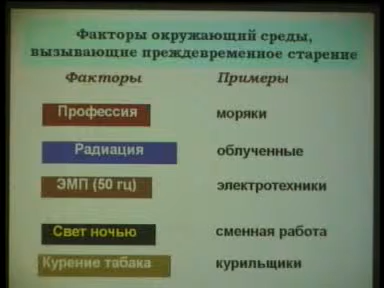 Факторы окружающий среды,
вызывающие преждевременное старение
Факторы Примеры
Профессия моряки
Радиация облученные
ЭМП (50 гц) электротехники
Свет ночью сменная работа
Курение табака курильщики